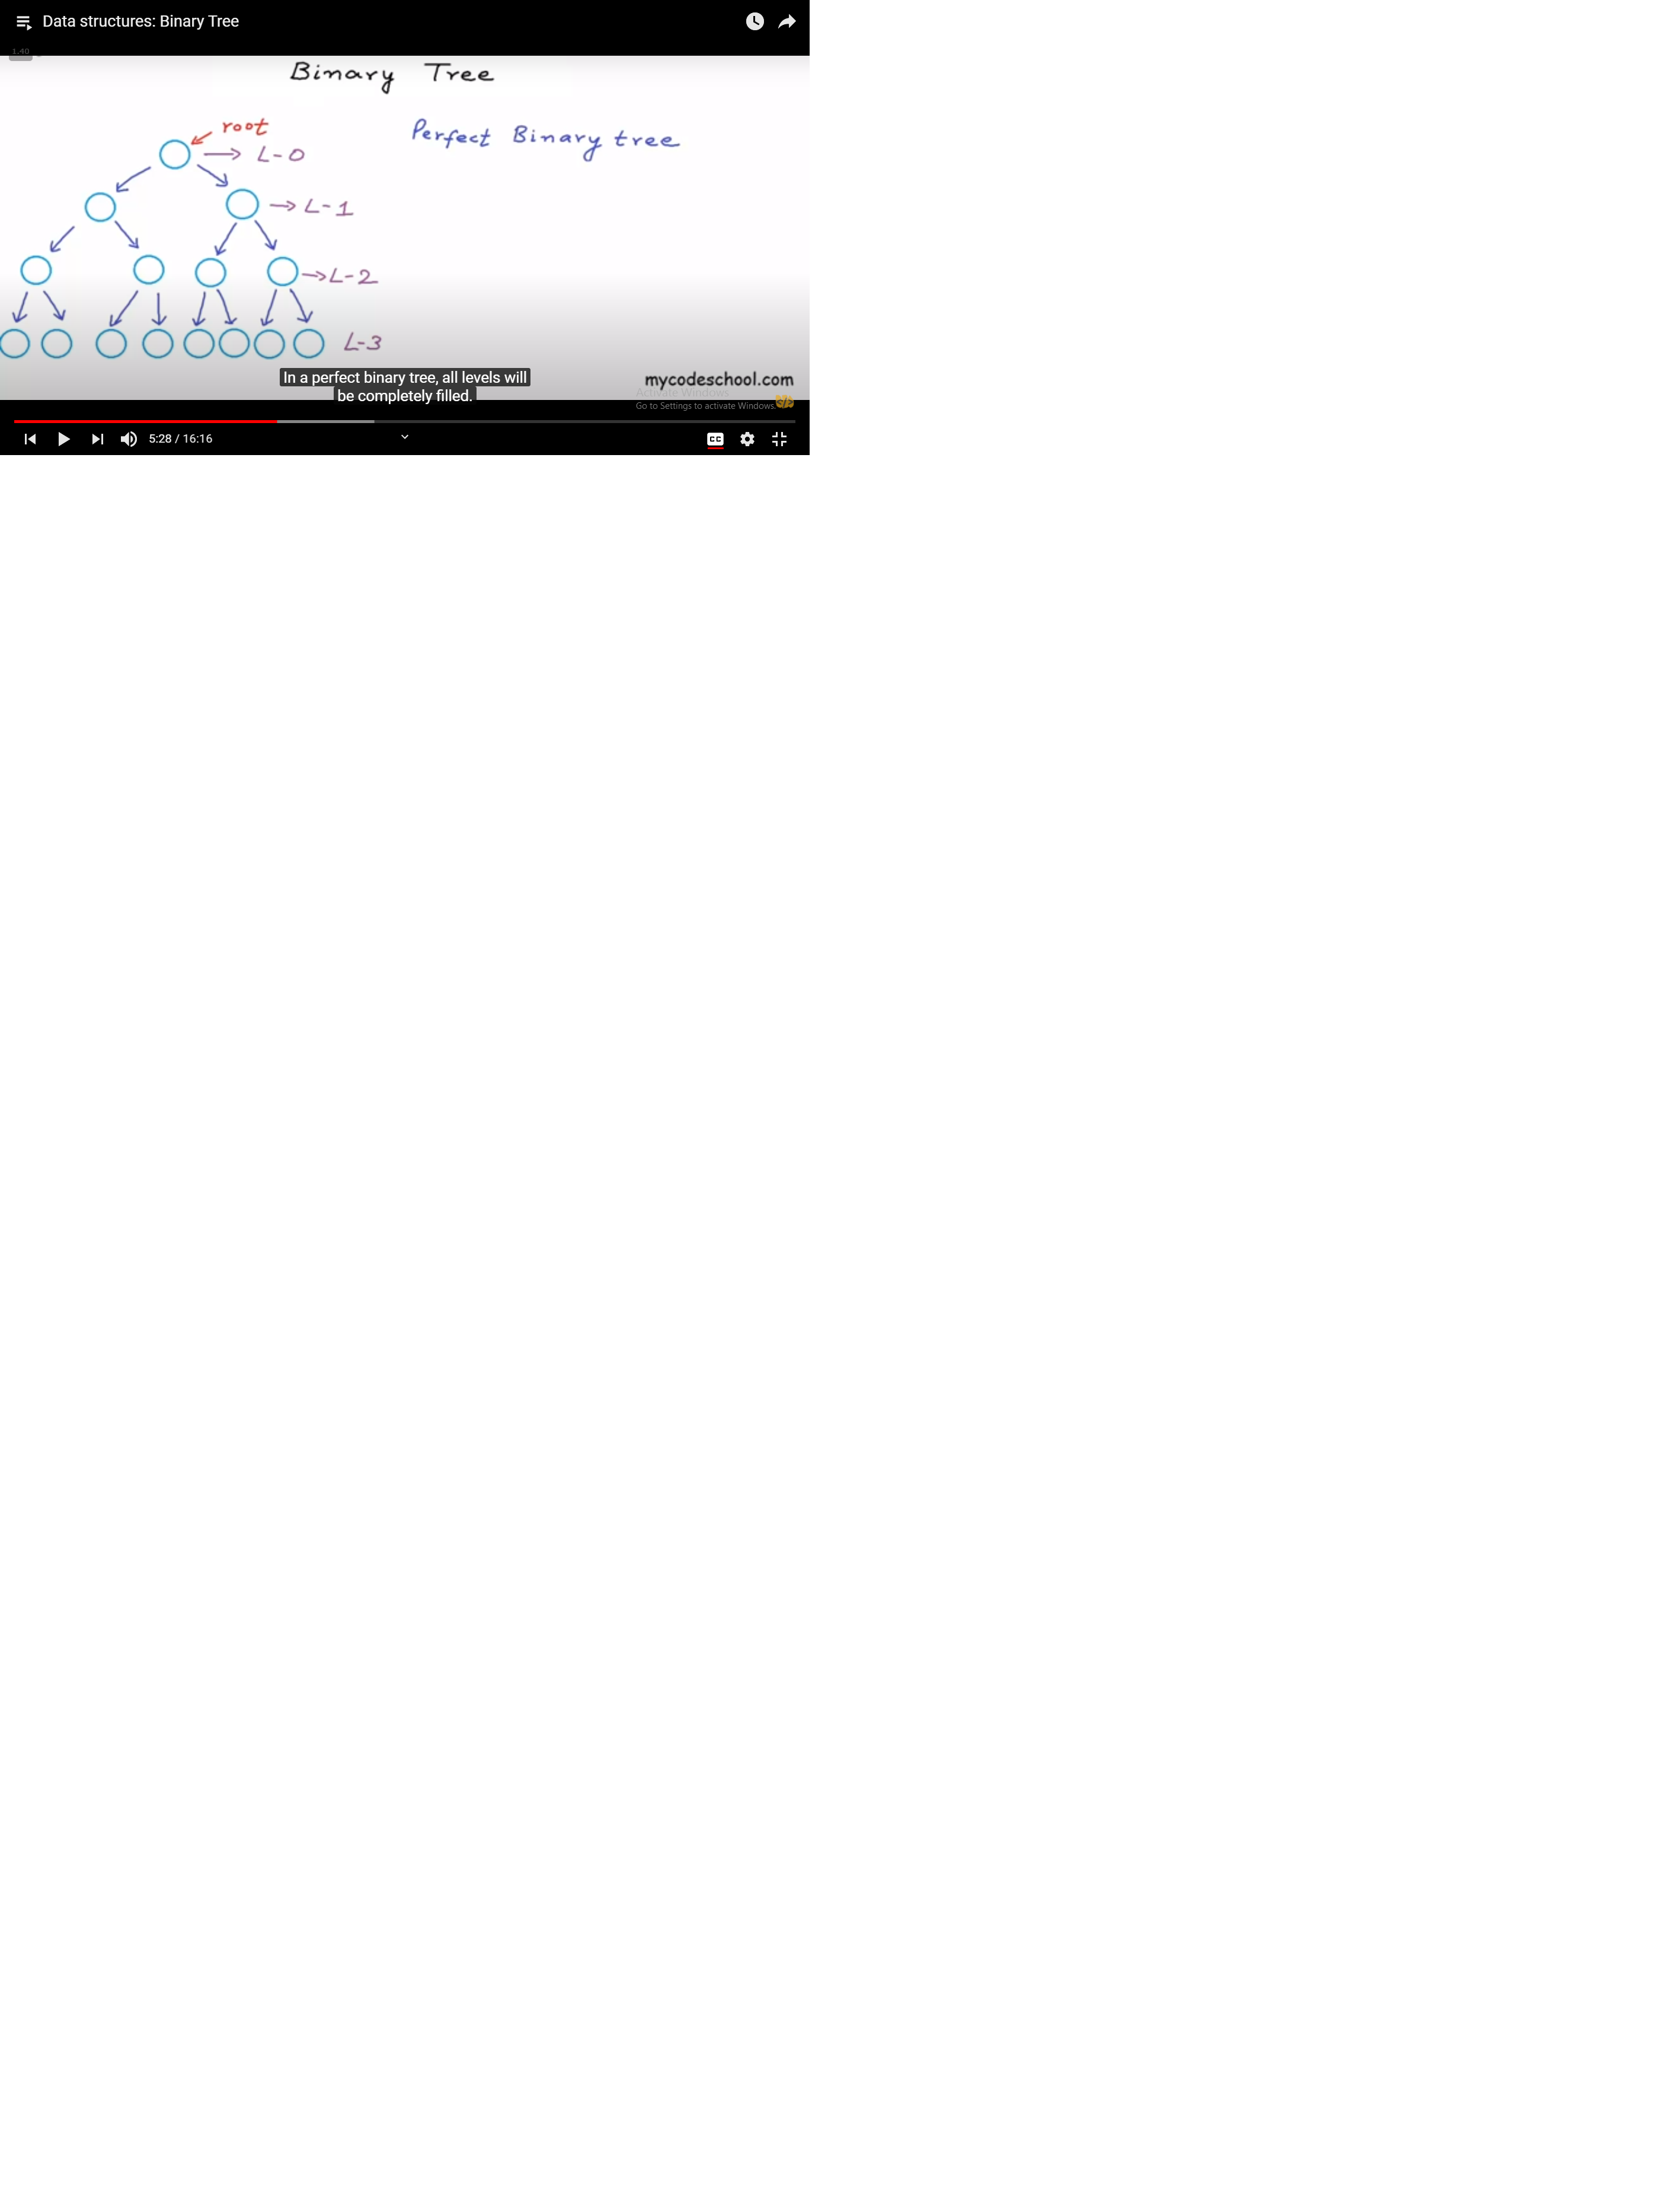 Data structures: Binary Tree
1.40
Binary Tree
root
Perfect Binary tree
L-0
L-1
L-2
L-3
In a perfect binary tree, all levels will
be completely filled.
mycodeschool.com
Activate Windows
Go to Settings to activate Windows.
</>
5:28 / 16:16
CC